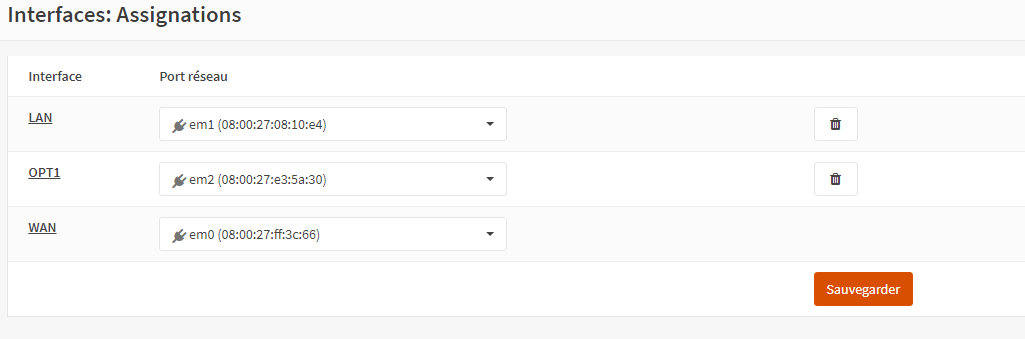 Interfaces: Assignations
Interface Port réseau
LAN em1 (08:00:27:08:10:e4)
OPT1 em2 (08:00:27:e3:5a:30)
WAN em0 (08:00:27:ff:3c:66)
Sauvegarder